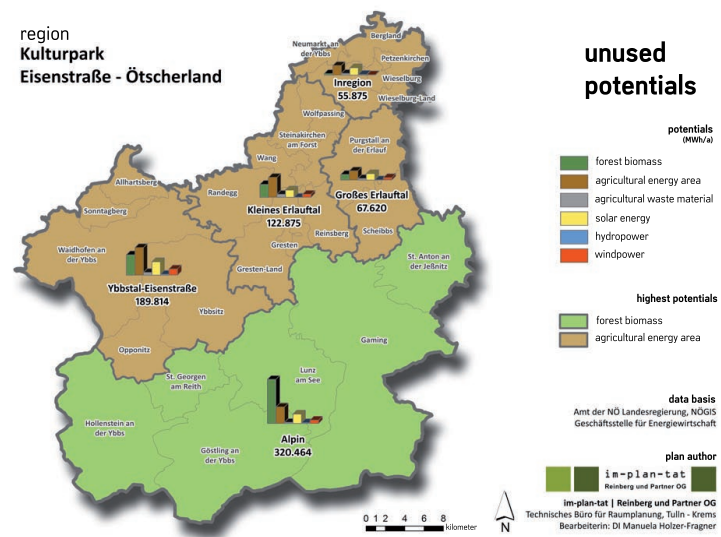 region
Kulturpark
Eisenstraße - Ötscherland
unused
potentials
potentials
(MWh/a)
forest biomass
agricultural energy area
agricultural waste material
solar energy
hydropower
windpower
highest potentials
forest biomass
agricultural energy area
data basis
Amt der NÖ Landesregierung, NÖGIS
Geschäftsstelle für Energiewirtschaft
plan author
im-plan-tat
Reinberg und Partner OG
im-plan-tat | Reinberg und Partner OG
Technisches Büro für Raumplanung, Tulln - Krems
Bearbeiterin: DI Manuela Holzer-Fragner
Bergland
Neumarkt an
der Ybbs
Petzenkirchen
Wieselburg
Inregion
55.875
Wieselburg-Land
Wolfpassing
Steinakirchen
am Forst
Purgstall an
der Erlauf
Wang
Allhartsberg
Randegg
Großes Erlauftal
67.620
Kleines Erlauftal
122.875
Sonntagberg
Reinsberg
Scheibbs
Waidhofen an
der Ybbs
Gresten
Gresten-Land
St. Anton an
der Jeßnitz
Ybbstal-Eisenstraße
189.814
Ybbsitz
Opponitz
Gaming
St. Georgen
am Reith
Lunz
am See
Hollenstein an
der Ybbs
Göstling an
der Ybbs
Alpin
320.464
N
0 1 2 4 6 8
kilometer